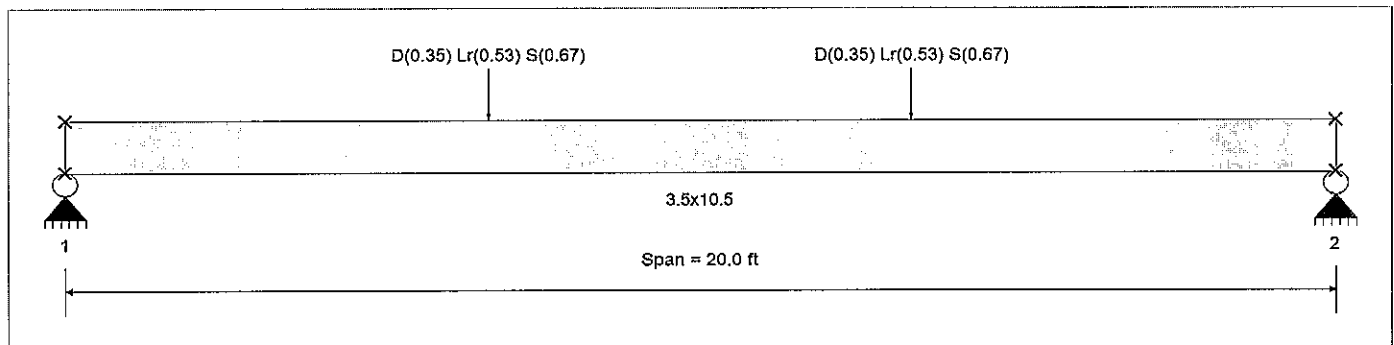 D(0.35) Lr(0.53) S(0.67) D(0.35) Lr(0.53) S(0.67)
3.5x10.5
1 2
Span = 20.0 ft